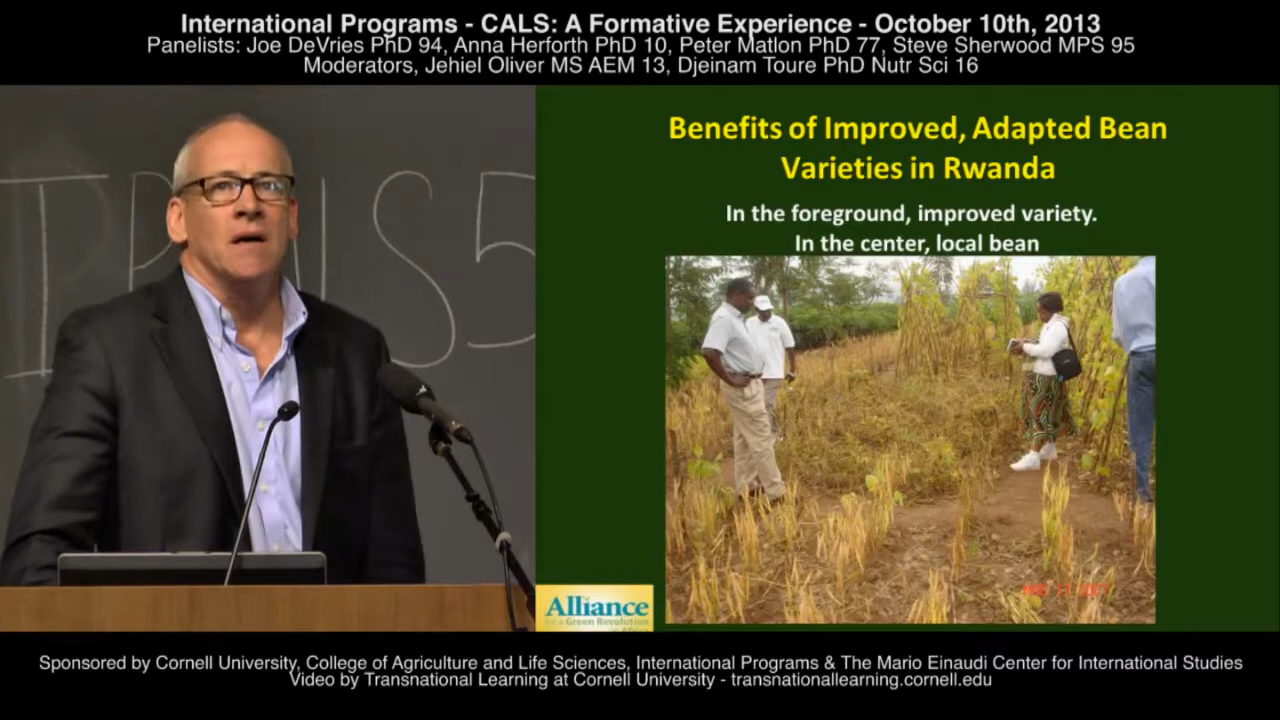 International Programs - CALS: A Formative Experience - October 10th, 2013
Panelists: Joe DeVries PhD 94, Anna Herforth PhD 10, Peter Matlon PhD 77, Steve Sherwood MPS 95
Moderators, Jehiel Oliver MS AEM 13, Djeinam Toure PhD Nutr Sci 16
Benefits of Improved, Adapted Bean
Varieties in Rwanda
In the foreground, improved variety.
In the center, local bean
Alliance
for a Green Revolution
Sponsored by Cornell University, College of Agriculture and Life Sciences, International Programs & The Mario Einaudi Center for International Studies
Video by Transnational Learning at Cornell University - transnationallearning.cornell.edu